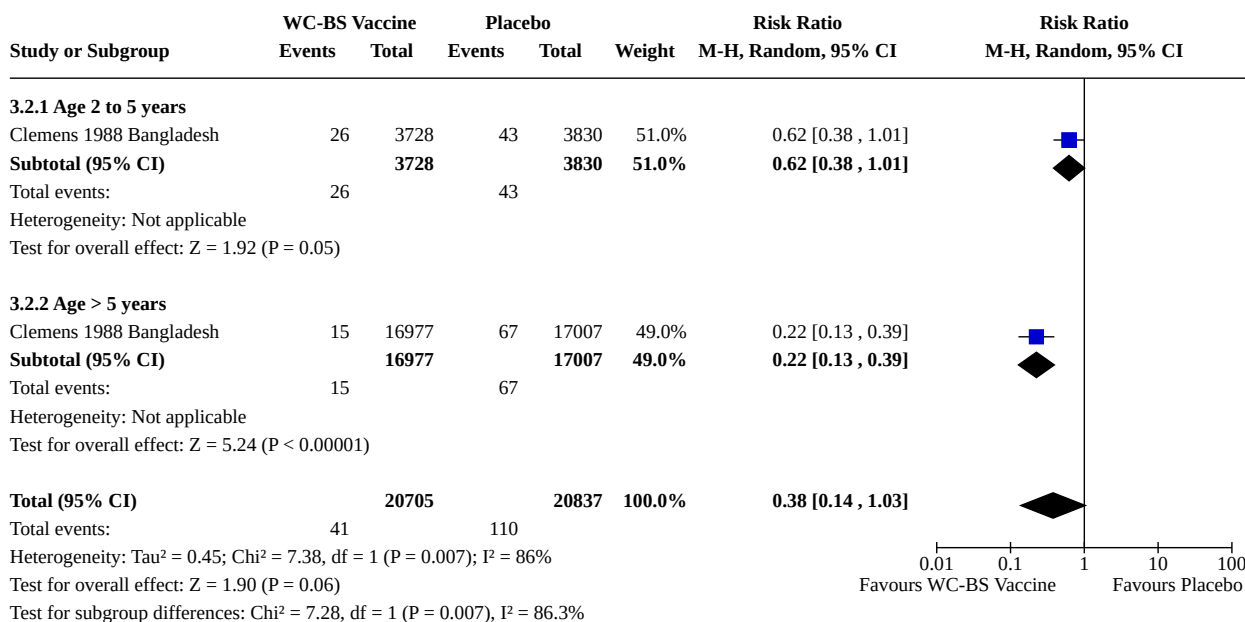 WC-BS Vaccine Placebo Risk Ratio Risk Ratio
Study or Subgroup Events Total Events Total Weight M-H, Random, 95% CI M-H, Random, 95% CI
3.2.1 Age 2 to 5 years
Clemens 1988 Bangladesh 26 3728 43 3830 51.0% 0.62 [0.38 , 1.01]
Subtotal (95% CI) 3728 3830 51.0% 0.62 [0.38 , 1.01]
Total events: 26 43
Heterogeneity: Not applicable
Test for overall effect: Z = 1.92 (P = 0.05)
3.2.2 Age > 5 years
Clemens 1988 Bangladesh 15 16977 67 17007 49.0% 0.22 [0.13 , 0.39]
Subtotal (95% CI) 16977 17007 49.0% 0.22 [0.13 , 0.39]
Total events: 15 67
Heterogeneity: Not applicable
Test for overall effect: Z = 5.24 (P < 0.00001)
Total (95% CI) 20705 20837 100.0% 0.38 [0.14 , 1.03]
Total events: 41 110
Heterogeneity: Tau² = 0.45; Chi² = 7.38, df = 1 (P = 0.007); I² = 86%
0.01 0.1 1 10 100
Test for overall effect: Z = 1.90 (P = 0.06)
Favours WC-BS Vaccine Favours Placebo
Test for subgroup differences: Chi² = 7.28, df = 1 (P = 0.007), I² = 86.3%